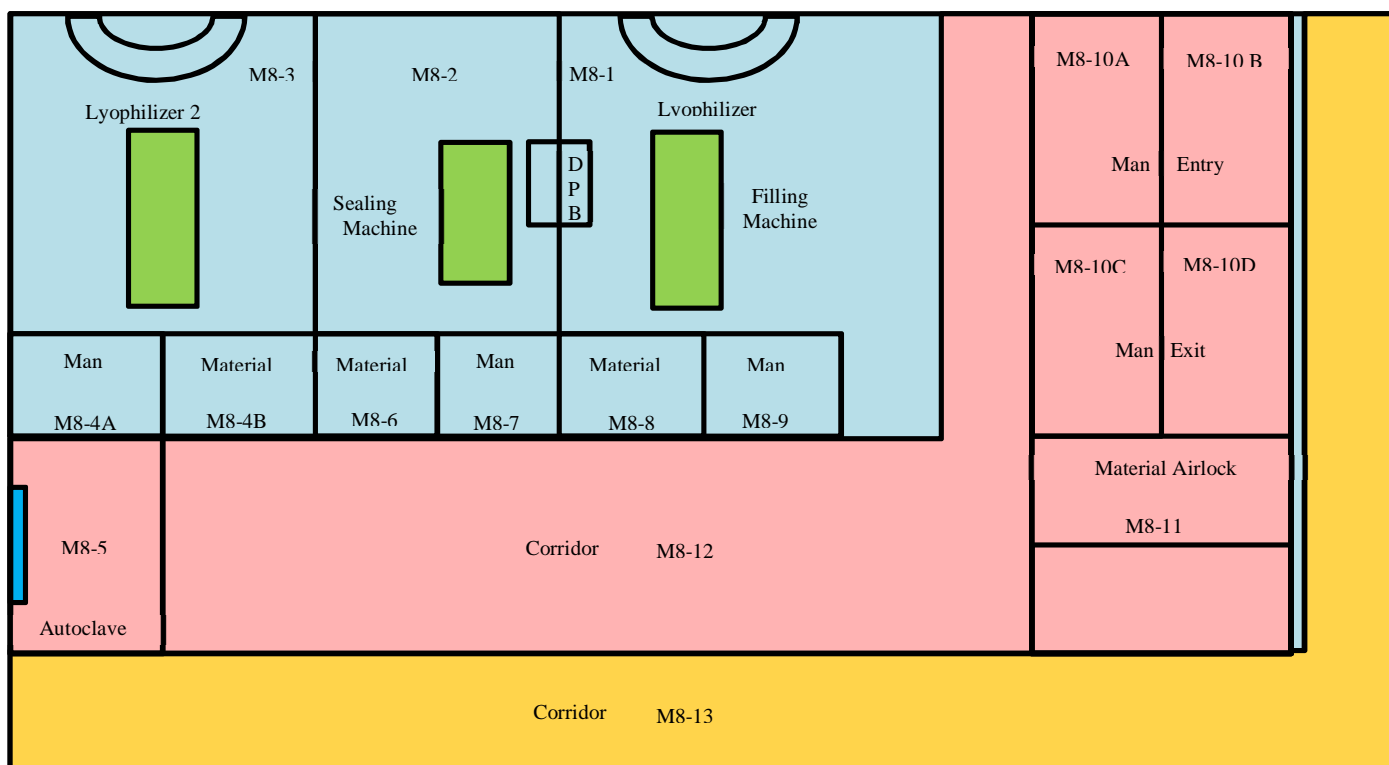 M8-3
M8-2
M8-1
M8-10A
M8-10 B
Lyophilizer 2
Lyophilizer
D
P
B
Man
Entry
Sealing
Machine
Filling
Machine
M8-10C
M8-10D
Man
Exit
Man
Material
Material
Man
Material
Man
M8-4A
M8-4B
M8-6
M8-7
M8-8
M8-9
Material Airlock
M8-11
M8-5
Corridor
M8-12
Autoclave
Corridor
M8-13